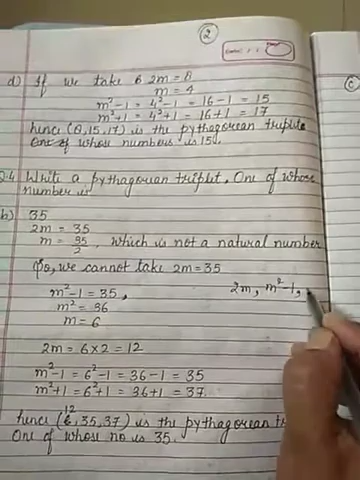 2
d) If we take 6 2m = 8
m = 4
m²-1 = 4²-1 = 16-1 = 15
m²+1 = 4²+1 = 16+1 = 17
hence (8,15,17) is the pythagorean triplets
One of whose numbers is 15.
Q.4 Write a pythagorean triplet, One of whose
number is
b) 35
2m = 35
m = 35/2, which is not a natural number
So, we cannot take 2m = 35
m²-1 = 35,
2m, m²-1,
m² = 36
m = 6
2m = 6×2 = 12
m²-1 = 6²-1 = 36-1 = 35
m²+1 = 6²+1 = 36+1 = 37
12
hence (6, 35, 37) is the pythagorean
One of whose no is 35.